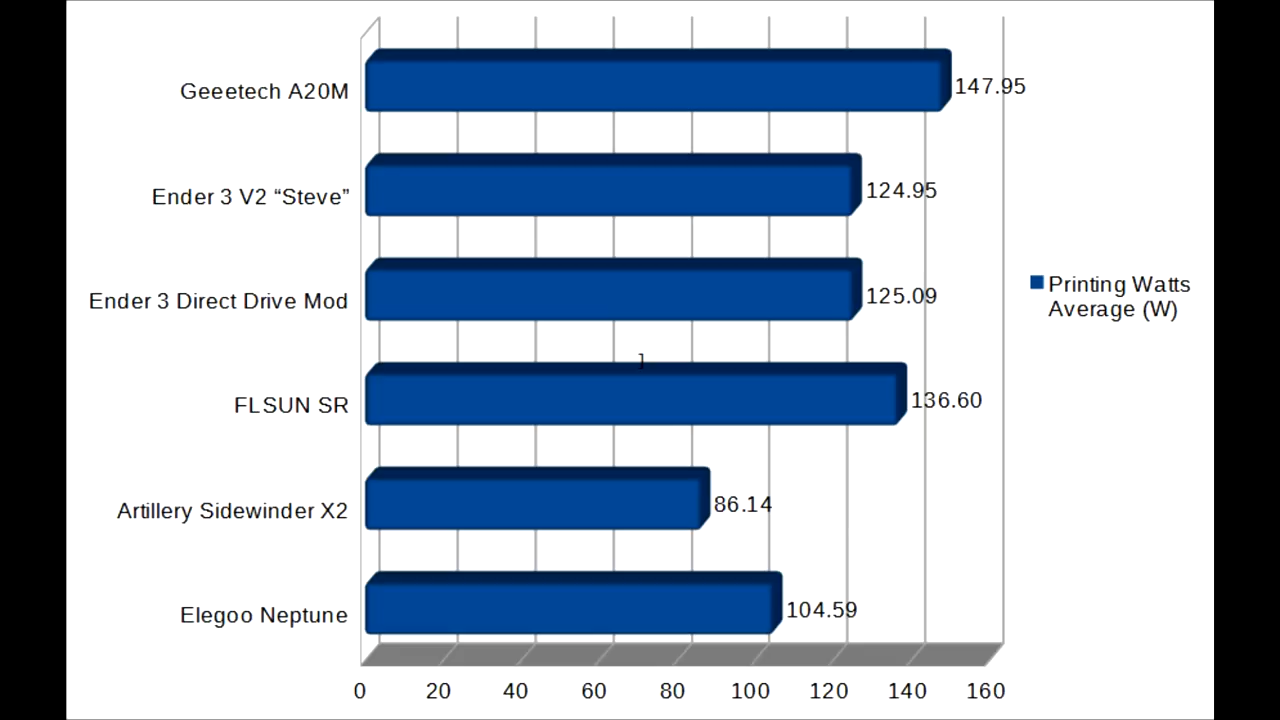 Geeetech A20M
147.95
Ender 3 V2 “Steve”
124.95
Ender 3 Direct Drive Mod
125.09
Printing Watts
Average (W)
]
FLSUN SR
136.60
Artillery Sidewinder X2
86.14
Elegoo Neptune
104.59
0 20 40 60 80 100 120 140 160